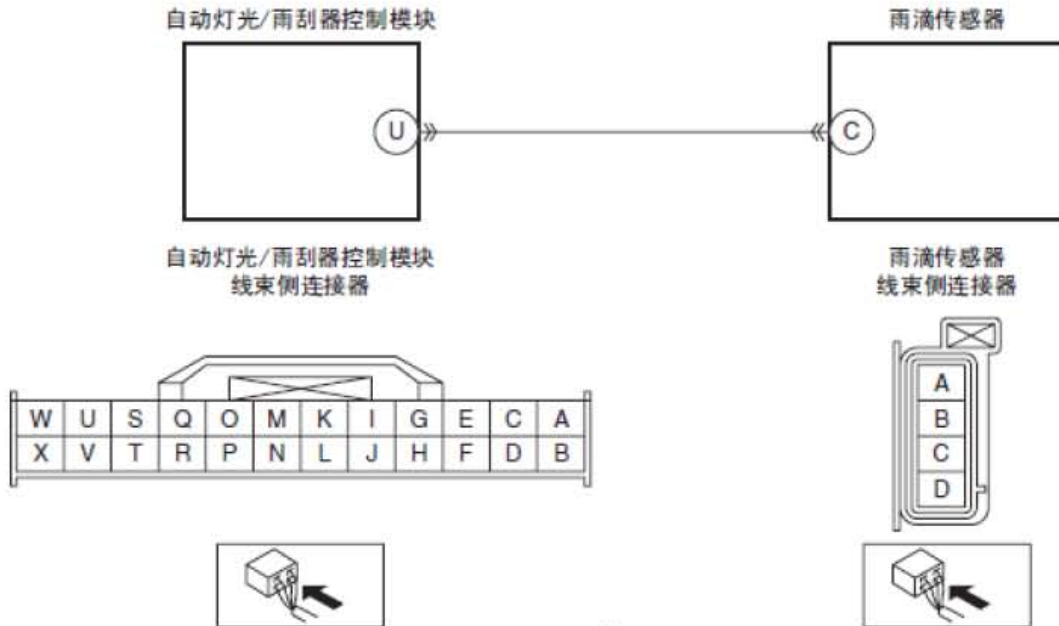 自动灯光/雨刮器控制模块
雨滴传感器
U
C
自动灯光/雨刮器控制模块
线束侧连接器
雨滴传感器
线束侧连接器
W U S Q O M K I G E C A
X V T R P N L J H F D B
A
B
C
D